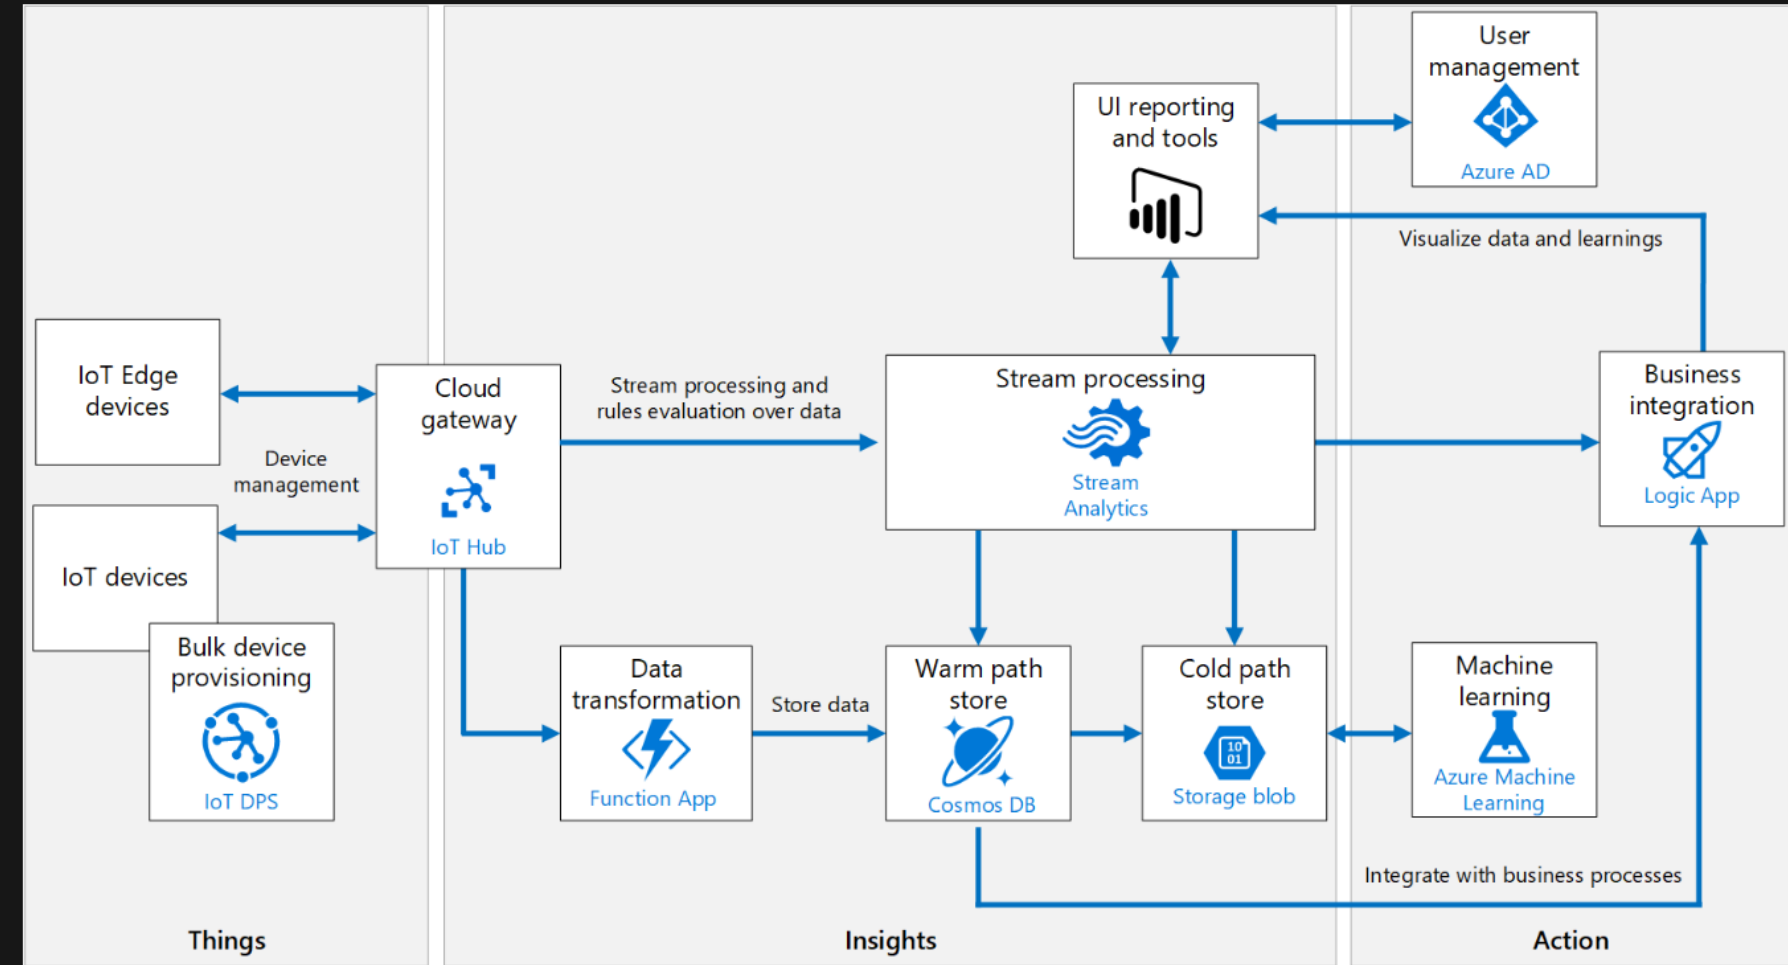 User
management
Azure AD
UI reporting
and tools
Visualize data and learnings
IoT Edge
devices
Device
management
IoT devices
Bulk device
provisioning
IoT DPS
Cloud
gateway
IoT Hub
Stream processing and
rules evaluation over data
Stream processing
Stream
Analytics
Business
integration
Logic App
Data
transformation
Function App
Store data
Warm path
store
Cosmos DB
Cold path
store
10
01
Storage blob
Machine
learning
Azure Machine
Learning
Integrate with business processes
Things
Insights
Action